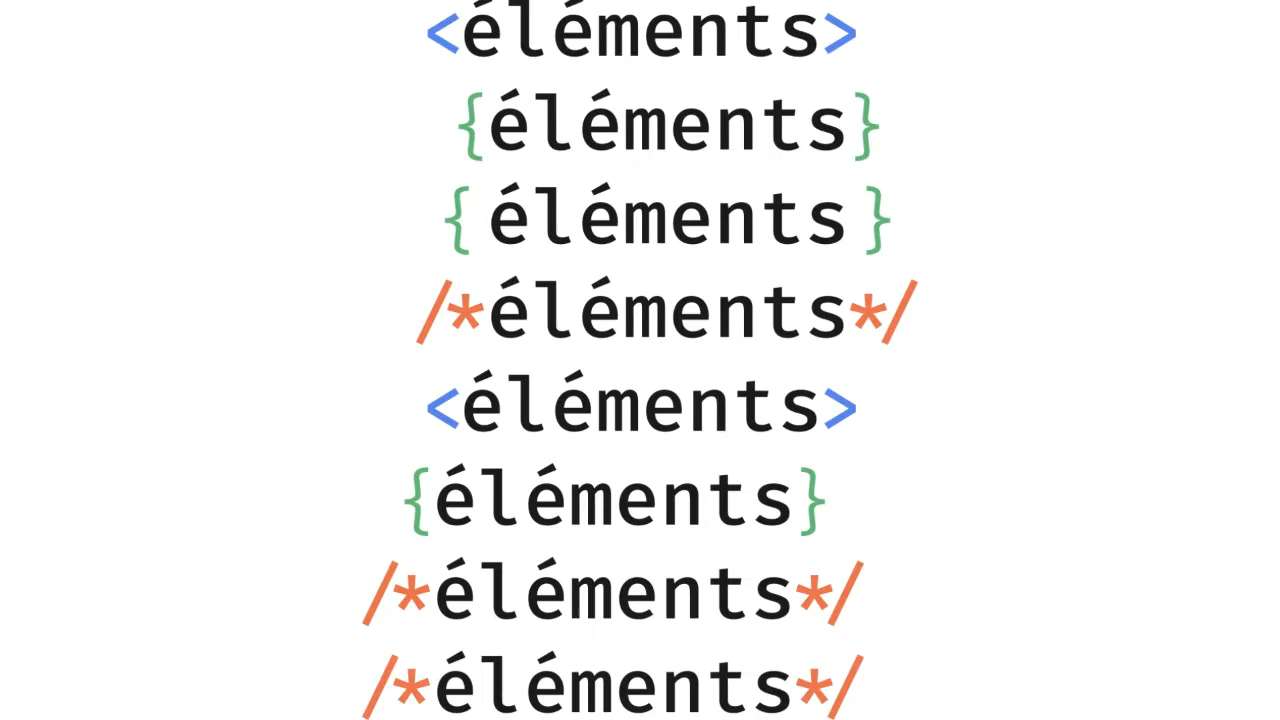 <éléments>
{éléments}
{ éléments }
/*éléments*/
<éléments>
{éléments}
/*éléments*/
/*éléments*/